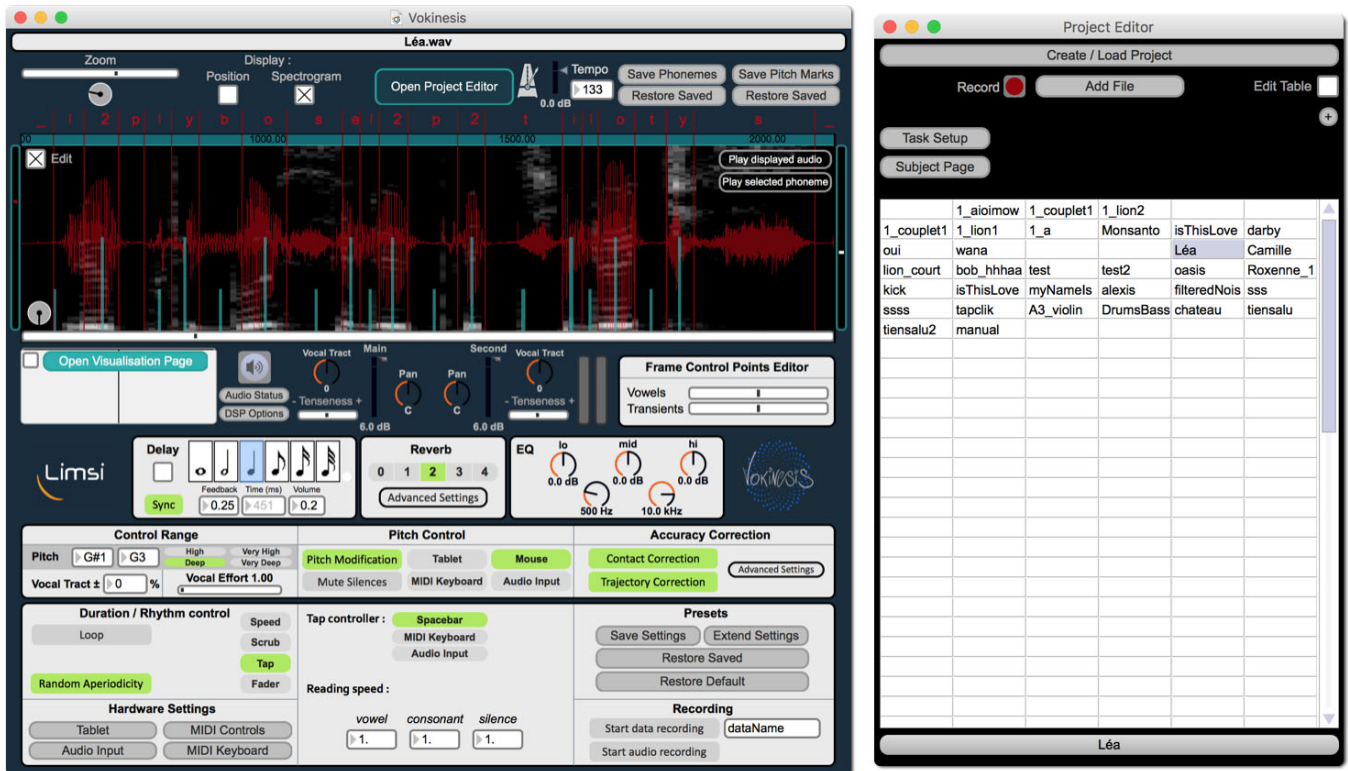 Vokinesis
Léa.wav
Zoom
Display :
Position
Spectrogram
Open Project Editor
0.0 dB
Tempo
133
Save Phonemes
Save Pitch Marks
Restore Saved
Restore Saved
_ l 2 p l y b o s e l 2 p 2 t i l o t y s _
00
1000.00
1500.00
2000.00
Edit
Play displayed audio
Play selected phoneme
Open Visualisation Page
Audio Status
DSP Options
Vocal Tract
0
- Tenseness +
Main
6.0 dB
Pan
C
Pan
C
Second
6.0 dB
Vocal Tract
0
- Tenseness +
Frame Control Points Editor
Vowels
Transients
Limsi
Delay
Sync
Feedback
Time (ms)
Volume
0.25
451
0.2
Reverb
0 1 2 3 4
Advanced Settings
EQ
lo
mid
hi
0.0 dB
0.0 dB
0.0 dB
500 Hz
10.0 kHz
VOKINESIS
Control Range
Pitch
G#1
G3
High
Very High
Deep
Very Deep
Vocal Tract ±
0
%
Vocal Effort 1.00
Pitch Control
Pitch Modification
Tablet
Mouse
Mute Silences
MIDI Keyboard
Audio Input
Accuracy Correction
Contact Correction
Trajectory Correction
Advanced Settings
Duration / Rhythm control
Loop
Speed
Scrub
Tap
Random Aperiodicity
Fader
Tap controller :
Spacebar
MIDI Keyboard
Audio Input
Reading speed :
vowel
consonant
silence
1.
1.
1.
Presets
Save Settings
Extend Settings
Restore Saved
Restore Default
Hardware Settings
Tablet
MIDI Controls
Audio Input
MIDI Keyboard
Recording
Start data recording
dataName
Start audio recording
Project Editor
Create / Load Project
Record
Add File
Edit Table
+
Task Setup
Subject Page
1_aioimow 1_couplet1 1_lion2
1_couplet1 1_lion1 1_a Monsanto isThisLove darby
oui wana Léa Camille
lion_court bob_hhhaa test test2 oasis Roxenne_1
kick isThisLove myNameIs alexis filteredNois sss
ssss tapclik A3_violin DrumsBass chateau tiensalu
tiensalu2 manual
Léa